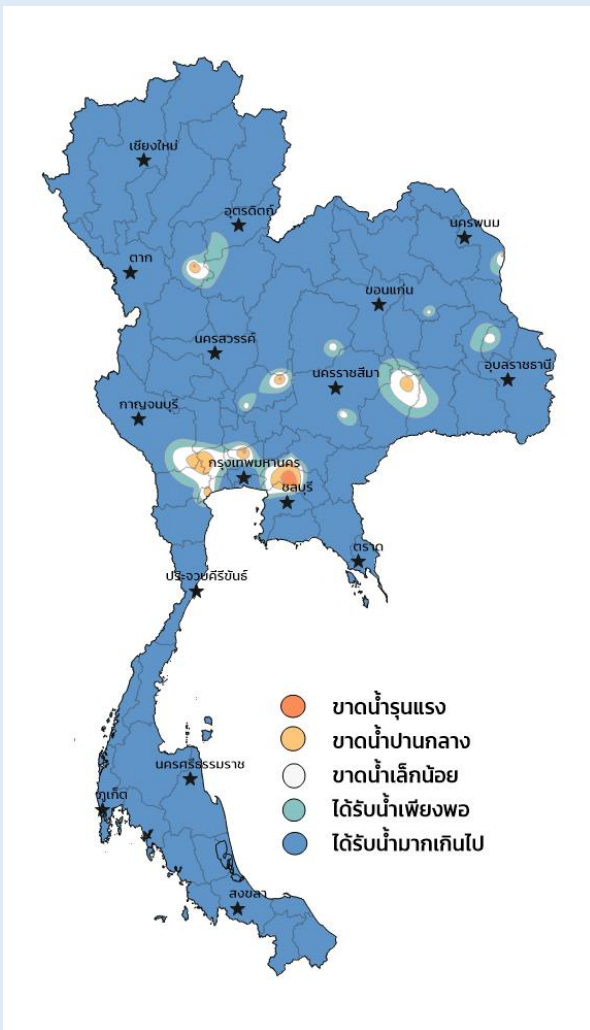 เชียงใหม่
อุตรดิตถ์
นครพนม
ตาก
ขอนแก่น
นครสวรรค์
นครราชสีมา
อุบลราชธานี
กาญจนบุรี
กรุงเทพมหานคร
ชลบุรี
ตราด
ประจวบคีรีขันธ์
ขาดน้ำรุนแรง
ขาดน้ำปานกลาง
นครศรีธรรมราช
ขาดน้ำเล็กน้อย
ภูเก็ต
ได้รับน้ำเพียงพอ
ได้รับน้ำมากเกินไป
สงขลา